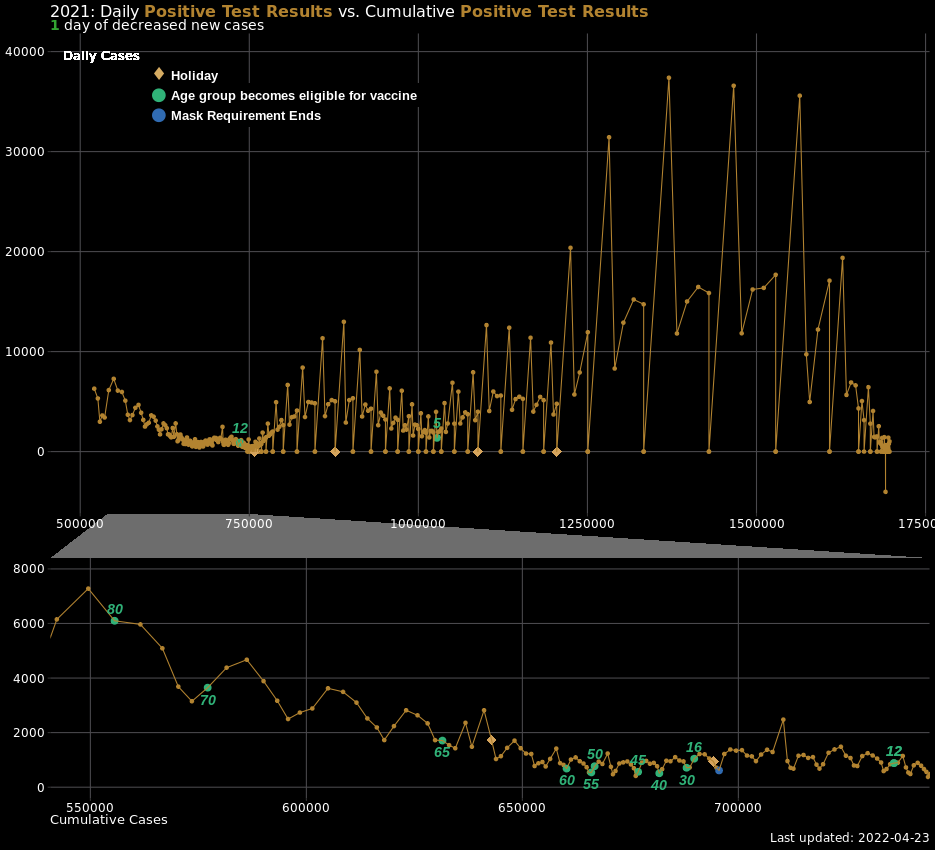 2021: Daily Positive Test Results vs. Cumulative Positive Test Results
1 day of decreased new cases
40000
Daily Cases
Holiday
Age group becomes eligible for vaccine
Mask Requirement Ends
30000
20000
10000
12
5
0
500000 750000 1000000 1250000 1500000 17500
8000
6000
4000
2000
0
80
70
65
60
55
50
45
40
30
16
12
550000 600000 650000 700000
Cumulative Cases
Last updated: 2022-04-23